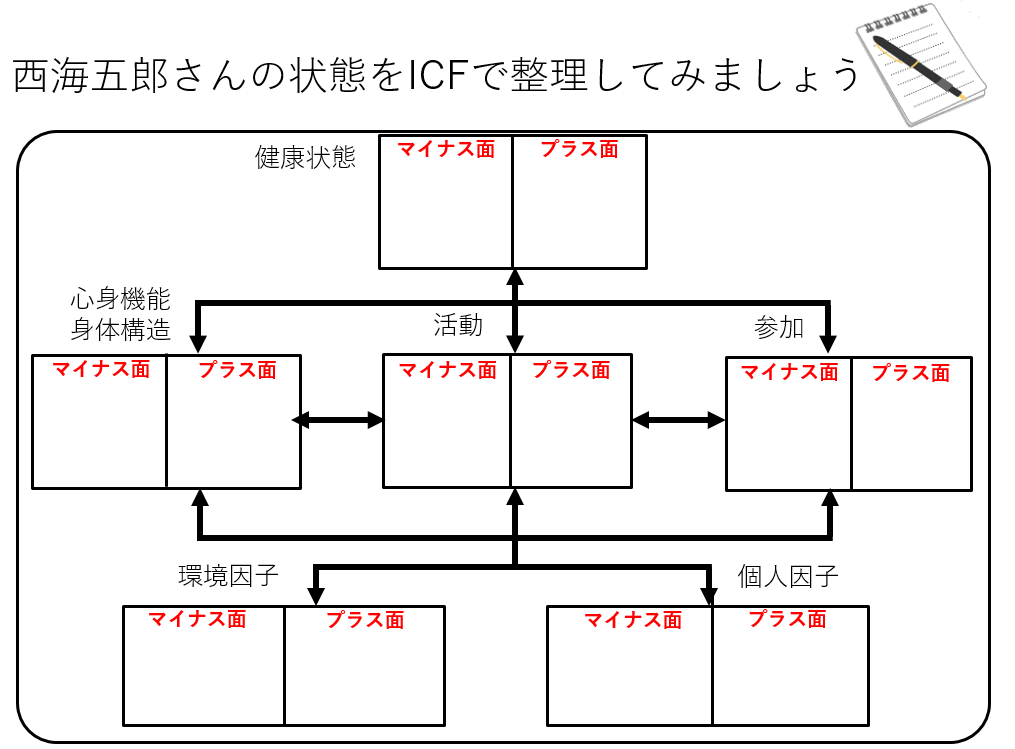 西海五郎さんの状態をICFで整理してみましょう
健康状態
マイナス面 プラス面
心身機能
身体構造
活動
参加
マイナス面 プラス面
マイナス面 プラス面
マイナス面 プラス面
環境因子
個人因子
マイナス面 プラス面
マイナス面 プラス面